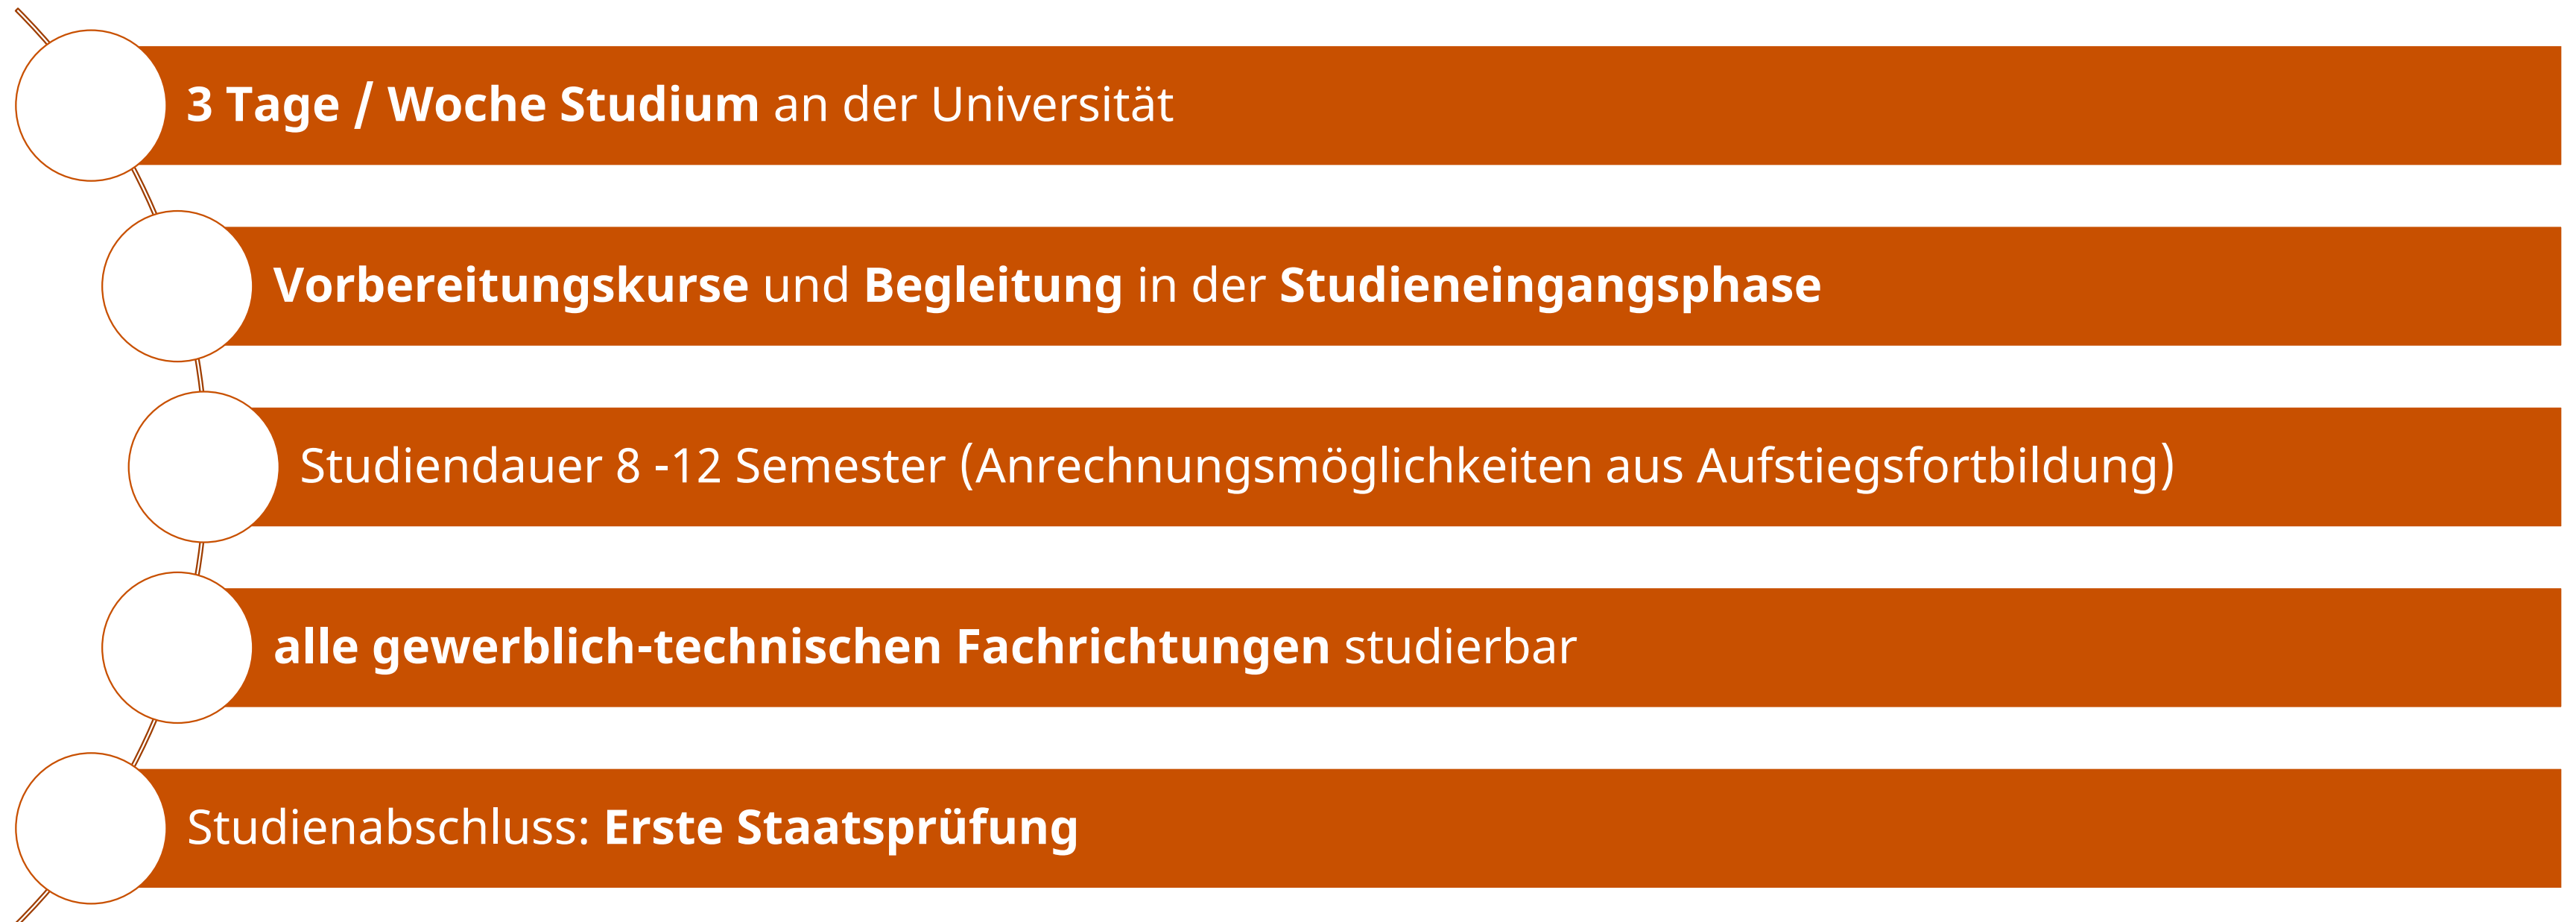 3 Tage / Woche Studium an der Universität
Vorbereitungskurse und Begleitung in der Studieneingangsphase
Studiendauer 8 -12 Semester (Anrechnungsmöglichkeiten aus Aufstiegsfortbildung)
alle gewerblich-technischen Fachrichtungen studierbar
Studienabschluss: Erste Staatsprüfung